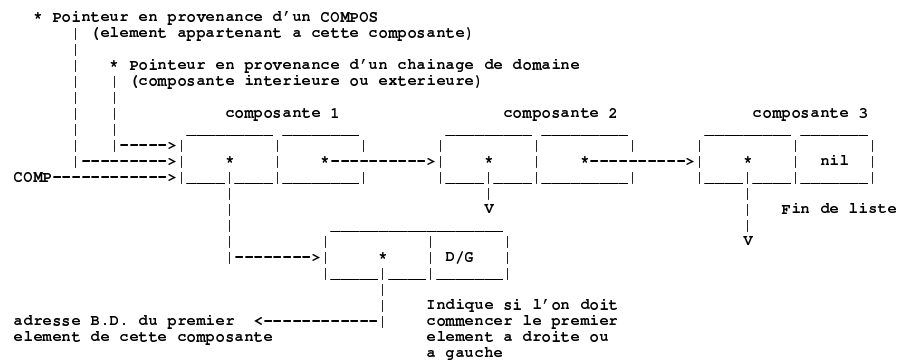 * Pointeur en provenance d'un COMPOS
(element appartenant a cette composante)
* Pointeur en provenance d'un chainage de domaine
(composante interieure ou exterieure)
composante 1 composante 2 composante 3
* * * * * nil
COMP
V Fin de liste
V
* D/G
Indique si l'on doit
adresse B.D. du premier commencer le premier
element de cette composante element a droite ou
a gauche